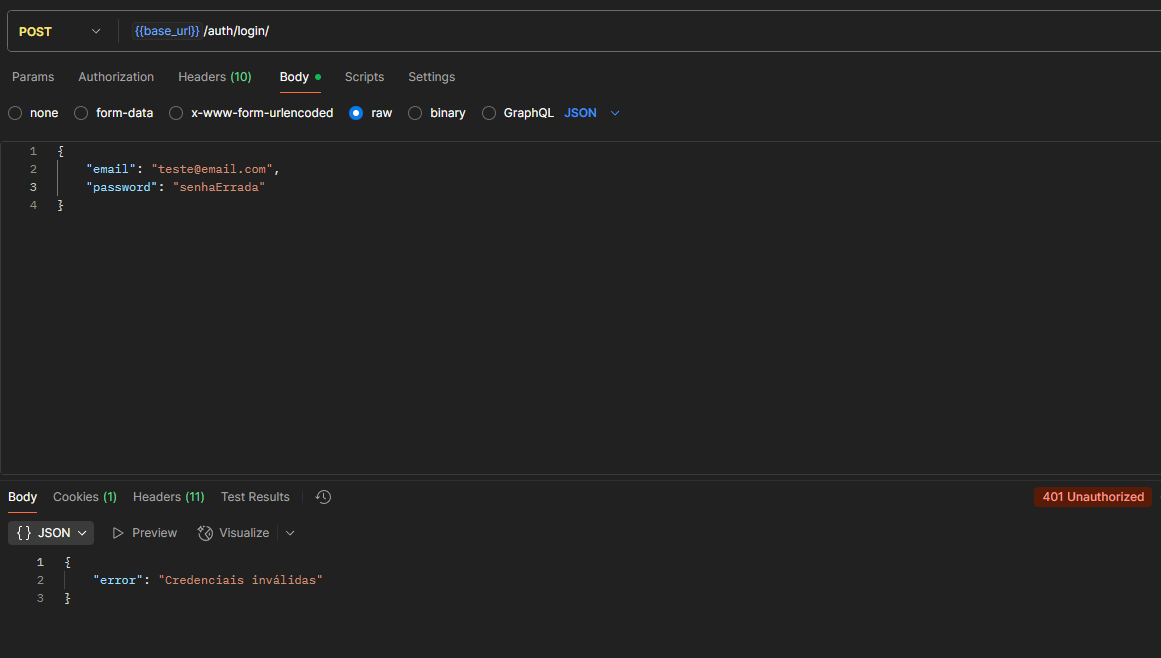 POST {{base_url}} /auth/login/
Params Authorization Headers (10) Body Scripts Settings
none form-data x-www-form-urlencoded raw binary GraphQL JSON
1 {
2 "email": "teste@email.com",
3 "password": "senhaErrada"
4 }
Body Cookies (1) Headers (11) Test Results 401 Unauthorized
{} JSON Preview Visualize
1 {
2 "error": "Credenciais inválidas"
3 }